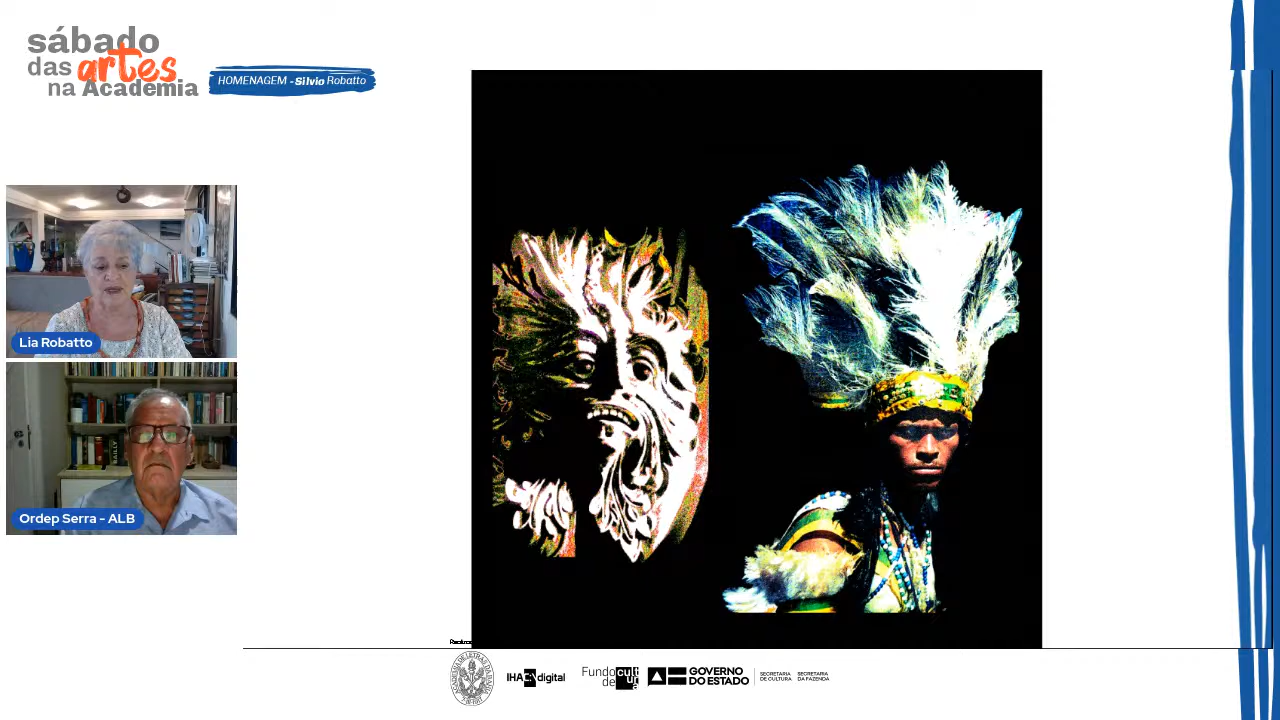 sábado
das artes
na Academia
HOMENAGEM - Silvio Robatto
Lia Robatto
Ordep Serra - ALB
IHAC digital
Fundo
de cultura
GOVERNO
DO ESTADO
SECRETARIA
DE CULTURA
SECRETARIA
DA FAZENDA